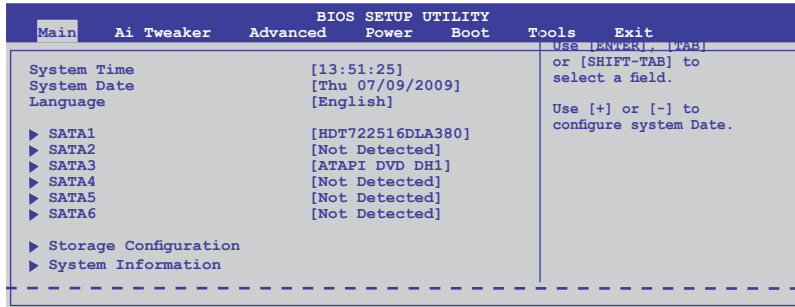 BIOS SETUP UTILITY
Main Ai Tweaker Advanced Power Boot Tools Exit
System Time [13:51:25]
System Date [Thu 07/09/2009]
Language [English]
SATA1 [HDT722516DLA380]
SATA2 [Not Detected]
SATA3 [ATAPI DVD DH1]
SATA4 [Not Detected]
SATA5 [Not Detected]
SATA6 [Not Detected]
Storage Configuration
System Information
Use [ENTER], [TAB]
or [SHIFT-TAB] to
select a field.
Use [+] or [-] to
configure system Date.